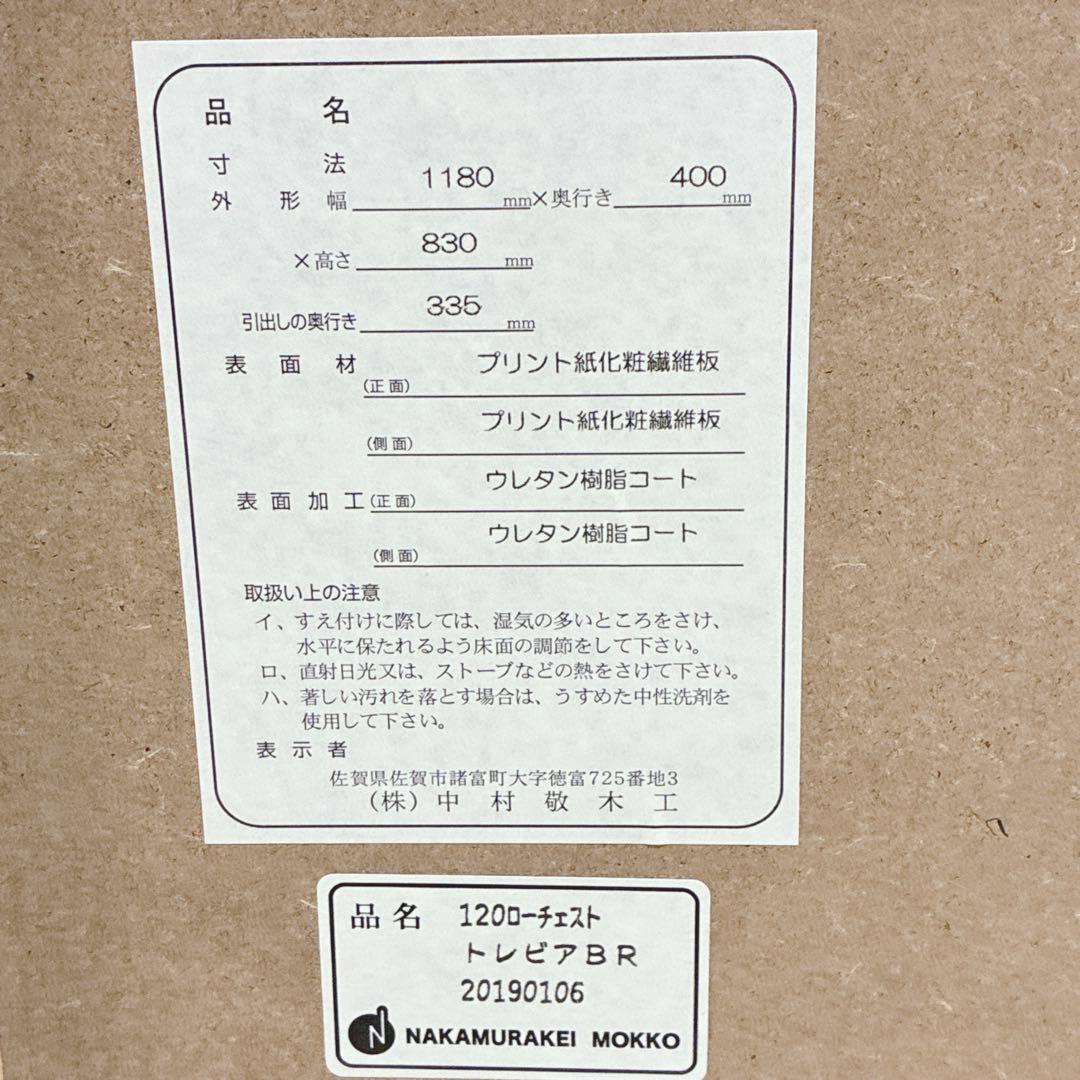 品名
寸法
外形幅 1180 mm×奥行き 400 mm
×高さ 830 mm
引出しの奥行き 335 mm
表面材 (正面) プリント紙化粧繊維板
(側面) プリント紙化粧繊維板
表面加工 (正面) ウレタン樹脂コート
(側面) ウレタン樹脂コート
取扱い上の注意
イ、すえ付けに際しては、湿気の多いところをさけ、
水平に保たれるよう床面の調節をして下さい。
ロ、直射日光又は、ストーブなどの熱をさけて下さい。
ハ、著しい汚れを落とす場合は、うすめた中性洗剤を
使用して下さい。
表示者
佐賀県佐賀市諸富町大字徳富725番地3
(株)中村敬木工
品名 120ローチェスト
トレビアBR
20190106
N NAKAMURAKEI MOKKO